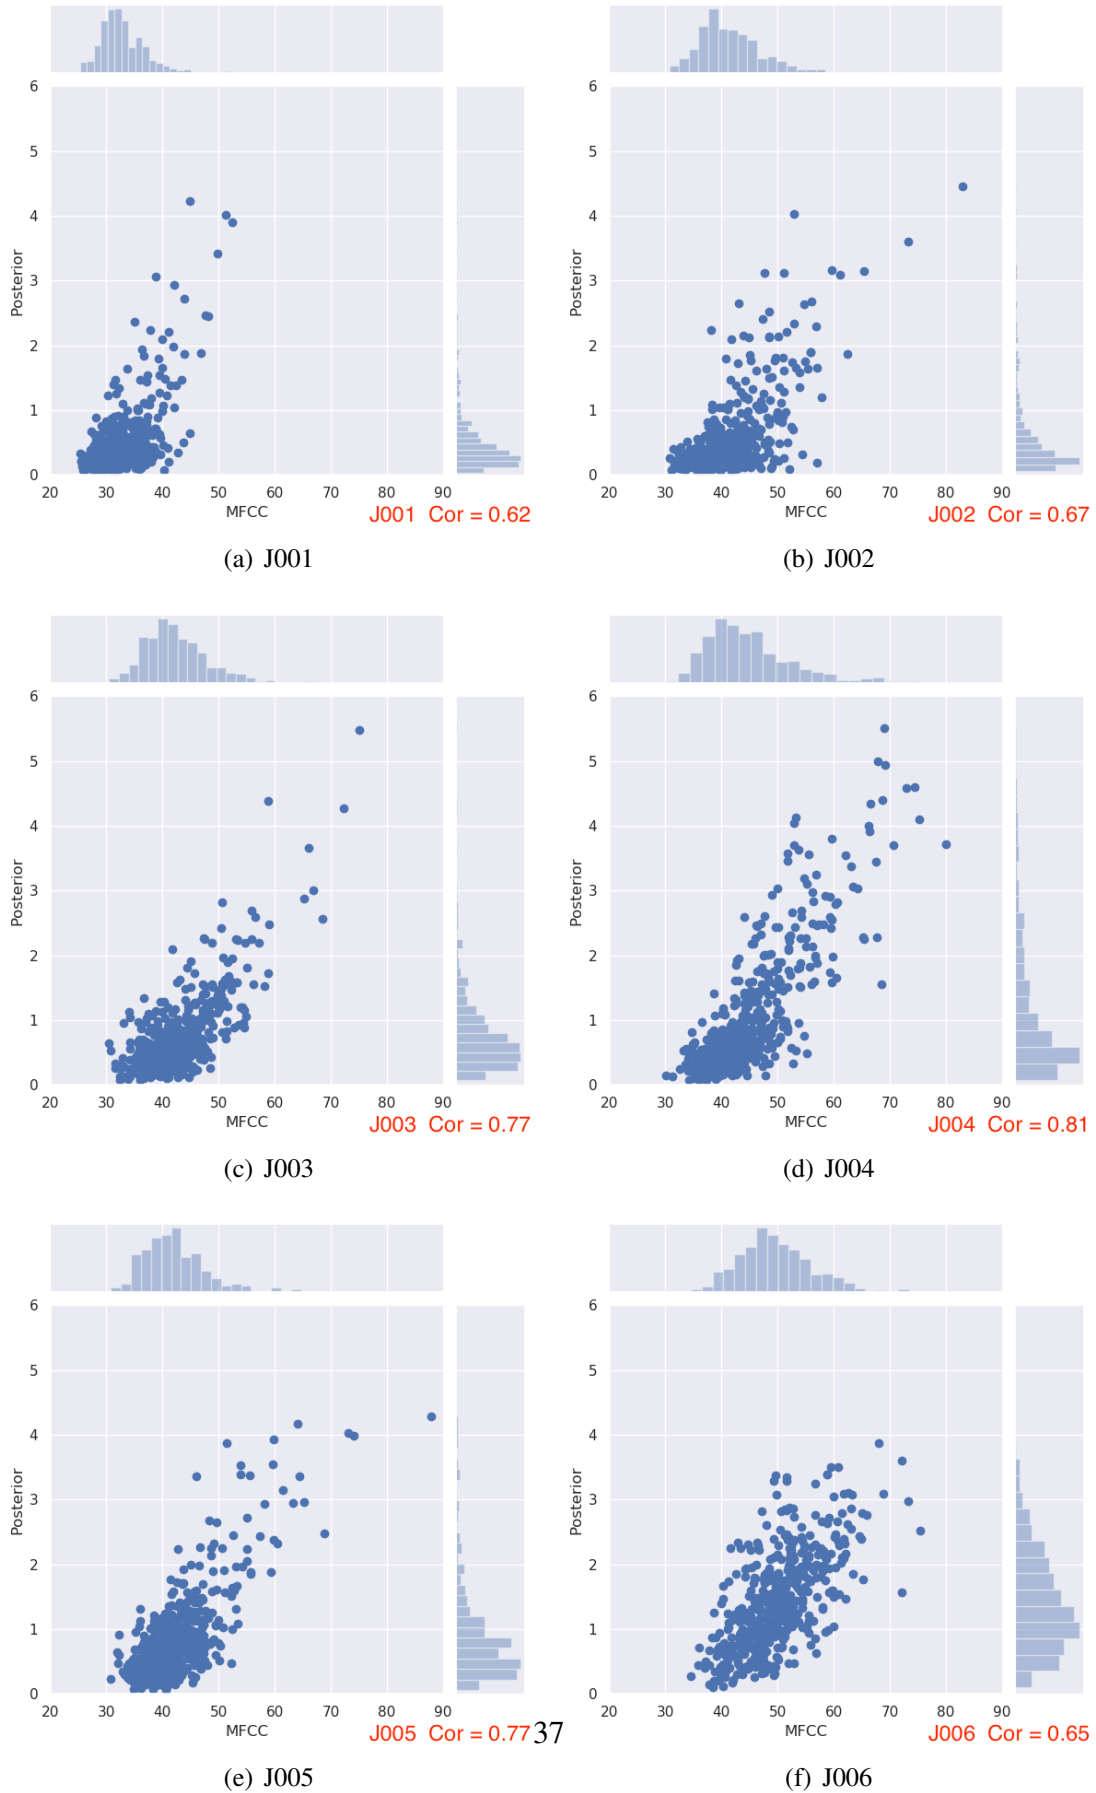 6
5
4
3
2
1
0
Posterior
20 30 40 50 60 70 80 90
MFCC
J001 Cor = 0.62
(a) J001
6
5
4
3
2
1
0
Posterior
20 30 40 50 60 70 80 90
MFCC
J002 Cor = 0.67
(b) J002
6
5
4
3
2
1
0
Posterior
20 30 40 50 60 70 80 90
MFCC
J003 Cor = 0.77
(c) J003
6
5
4
3
2
1
0
Posterior
20 30 40 50 60 70 80 90
MFCC
J004 Cor = 0.81
(d) J004
6
5
4
3
2
1
0
Posterior
20 30 40 50 60 70 80 90
MFCC
J005 Cor = 0.77
(e) J005
37
6
5
4
3
2
1
0
Posterior
20 30 40 50 60 70 80 90
MFCC
J006 Cor = 0.65
(f) J006